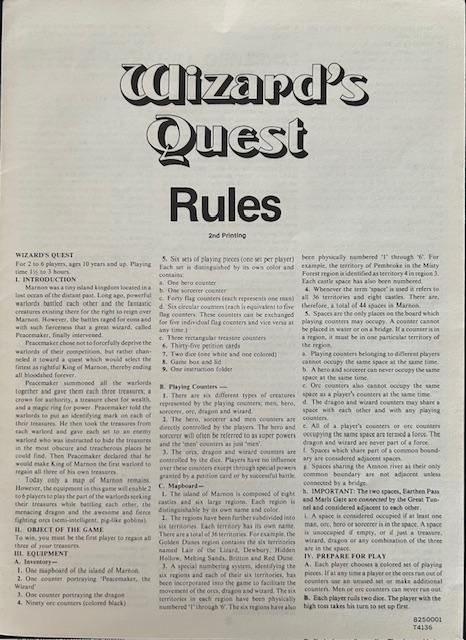 Wizard's
Quest
Rules
2nd Printing
WIZARD'S QUEST
For 2 to 6 players, ages 10 years and up. Playing
time 1½ to 3 hours.
I. INTRODUCTION
Marnon was a tiny island kingdom located in a
lost ocean of the distant past. Long ago, powerful
warlords battled each other and the fantastic
creatures existing there for the right to reign over
Marnon. However, the battles raged for eons and
with such fierceness that a great wizard, called
Peacemaker, finally intervened.
Peacemaker chose not to forcefully deprive the
warlords of their competition, but rather chan-
neled it toward a quest which would select the
fittest as rightful King of Marnon, thereby ending
all bloodshed forever.
Peacemaker summoned all the warlords
together and gave them each three treasures; a
crown for authority, a treasure chest for wealth,
and a magic ring for power. Peacemaker told the
warlords to put an identifying mark on each of
their treasures. He then took the treasures from
each warlord and gave each set to an enemy
warlord who was instructed to hide the treasures
in the most obscure and treacherous places he
could find. Then Peacemaker declared that he
would make King of Marnon the first warlord to
regain all three of his own treasures.
Today only a map of Marnon remains.
However, the equipment in this game will enable 2
to 6 players to play the part of the warlords seeking
their treasures while battling each other, the
menacing dragon and the awesome and fierce
fighting orcs (semi-intelligent, pig-like goblins).
II. OBJECT OF THE GAME
To win, you must be the first player to regain all
three of your treasures.
III. EQUIPMENT
A. Inventory—
1. One mapboard of the island of Marnon.
2. One counter portraying 'Peacemaker, the
Wizard'
3. One counter portraying the dragon
4. Ninety orc counters (colored black)
5. Six sets of playing pieces (one set per player)
Each set is distinguished by its own color and
contains:
a. One hero counter
b. One sorcerer counter
c. Forty flag counters (each represents one man)
d. Six circular counters (each is equivalent to five
flag counters. These counters can be exchanged
for five individual flag counters and vice versa at
any time.)
e. Three rectangular treasure counters
6. Thirty-five petition cards
7. Two dice (one white and one colored)
8. Game box and lid
9. One instruction folder
B. Playing Counters —
1. There are six different types of creatures
represented by the playing counters; men, hero,
sorcerer, orc, dragon and wizard.
2. The hero, sorcerer and men counters are
directly controlled by the players. The hero and
sorcerer will often be referred to as super powers
and the 'men' counters as just 'men'.
3. The orcs, dragon and wizard counters are
controlled by the dice. Players have no influence
over these counters except through special powers
granted by a petition card or by successful battle.
C. Mapboard—
1. The island of Marnon is composed of eight
castles and six large regions. Each region is
distinguishable by its own name and color.
2. The regions have been further subdivided into
six territories. Each territory has its own name.
There are a total of 36 territories. For example, the
Golden Dunes region contains the six territories
named Lair of the Lizard, Dewbury, Hidden
Hollow, Melting Sands, Britton and Red Dune.
3. A special numbering system, identifying the
six regions and each of their six territories, has
been incorporated into the game to facilitate the
movement of the orcs, dragon and wizard. The six
territories in each region have been physically
numbered '1' through '6'. The six regions have also
been physically numbered '1' through '6'. For
example, the territory of Pembroke in the Misty
Forest region is identified as territory 4 in region 3.
Each castle space has also been numbered.
4. Whenever the term 'space' is used it refers to
all 36 territories and eight castles. There are,
therefore, a total of 44 spaces in Marnon.
5. Spaces are the only places on the board which
playing counters may occupy. A counter cannot
be placed in water or on a bridge. If a counter is in
a region, it must be in one particular territory of
the region.
a. Playing counters belonging to different players
cannot occupy the same space at the same time.
b. A hero and sorcerer can never occupy the same
space at the same time.
c. Orc counters also cannot occupy the same
space as a player's counters at the same time.
d. The dragon and wizard counters may share a
space with each other and with any playing
counters.
e. All of a player's counters or orc counters
occupying the same space are termed a force. The
dragon and wizard are never part of a force.
f. Spaces which share part of a common bound-
ary are considered adjacent spaces.
g. Spaces sharing the Amnon river as their only
common boundary are not adjacent unless
connected by a bridge.
h. IMPORTANT: The two spaces, Earthen Pass
and Marls Gate are connected by the Great Tun-
nel and considered adjacent to each other.
i. A space is considered occupied if at least one
man, orc, hero or sorcerer is in the space. A space
is unoccupied if empty, or if just a treasure,
wizard, dragon or any combination of the three
are in the space.
IV. PREPARE FOR PLAY
A. Each player chooses a colored set of playing
pieces. If at any time a player or the orcs run out of
counters use an unused set or make additional
counters. Men or orc counters can never run out.
B. Each player rolls two dice. The player with the
high toss takes his turn to set up first.
8250001
T4136